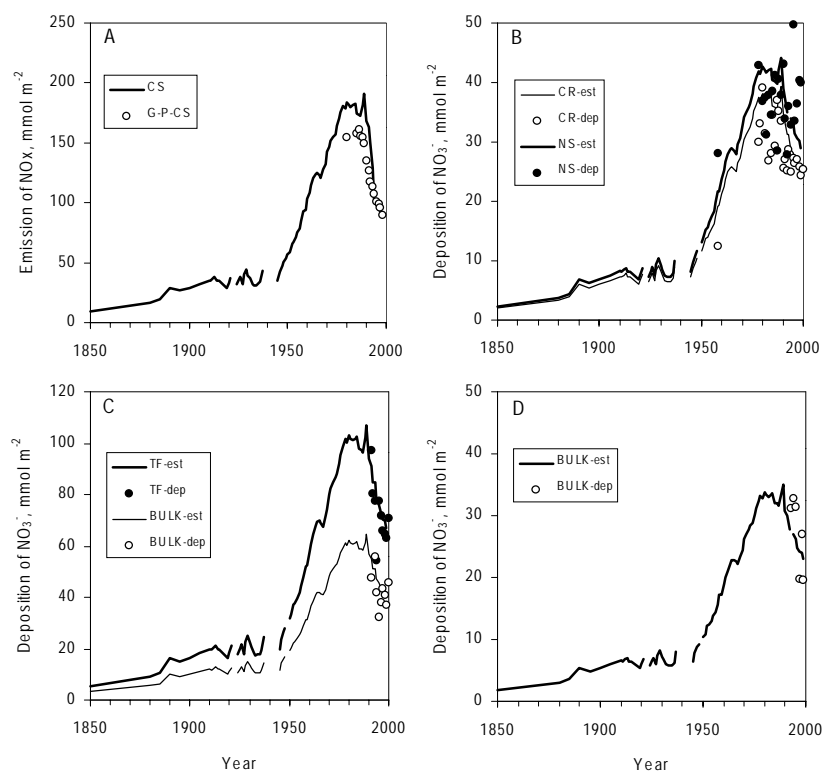 A
Emission of NOx, mmol m-2
250
200
150
100
50
0
CS
G-P-CS
1850
1900
1950
2000
B
Deposition of NO3-, mmol m-2
50
40
30
20
10
0
CR-est
CR-dep
NS-est
NS-dep
1850
1900
1950
2000
C
Deposition of NO3-, mmol m-2
120
100
80
60
40
20
0
TF-est
TF-dep
BULK-est
BULK-dep
1850
1900
1950
2000
Year
D
Deposition of NO3-, mmol m-2
50
40
30
20
10
0
BULK-est
BULK-dep
1850
1900
1950
2000
Year